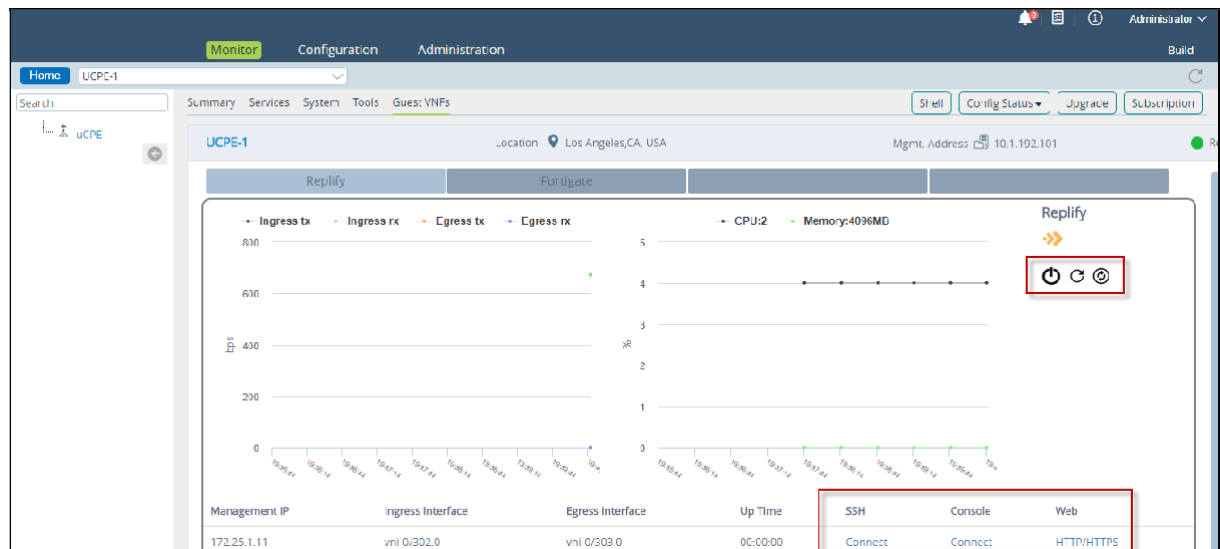 Administrator
Monitor Configuration Administration Build
Home UCPE-1
Search Summary Services System Tools Guest VNFs Shell Config Status Upgrade Subscription
uCPE
UCPE-1 Location Los Angeles,CA, USA Mgmt. Address 10.1.192.101
Replify Fortigate
Ingress tx Ingress rx Egress tx Egress rx CPU:2 Memory:4096MB Replify
800 5
4
600
3
bps 400 %
2
200
1
0 0
Management IP Ingress Interface Egress Interface Up Time SSH Console Web
172.25.1.11 vni 0/302.0 vni 0/303.0 00:00:00 Connect Connect HTTP/HTTPS